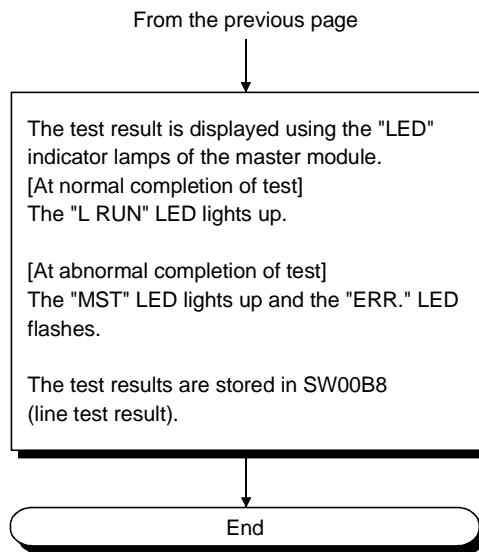 From the previous page
The test result is displayed using the "LED"
indicator lamps of the master module.
[At normal completion of test]
The "L RUN" LED lights up.
[At abnormal completion of test]
The "MST" LED lights up and the "ERR." LED
flashes.
The test results are stored in SW00B8
(line test result).
End